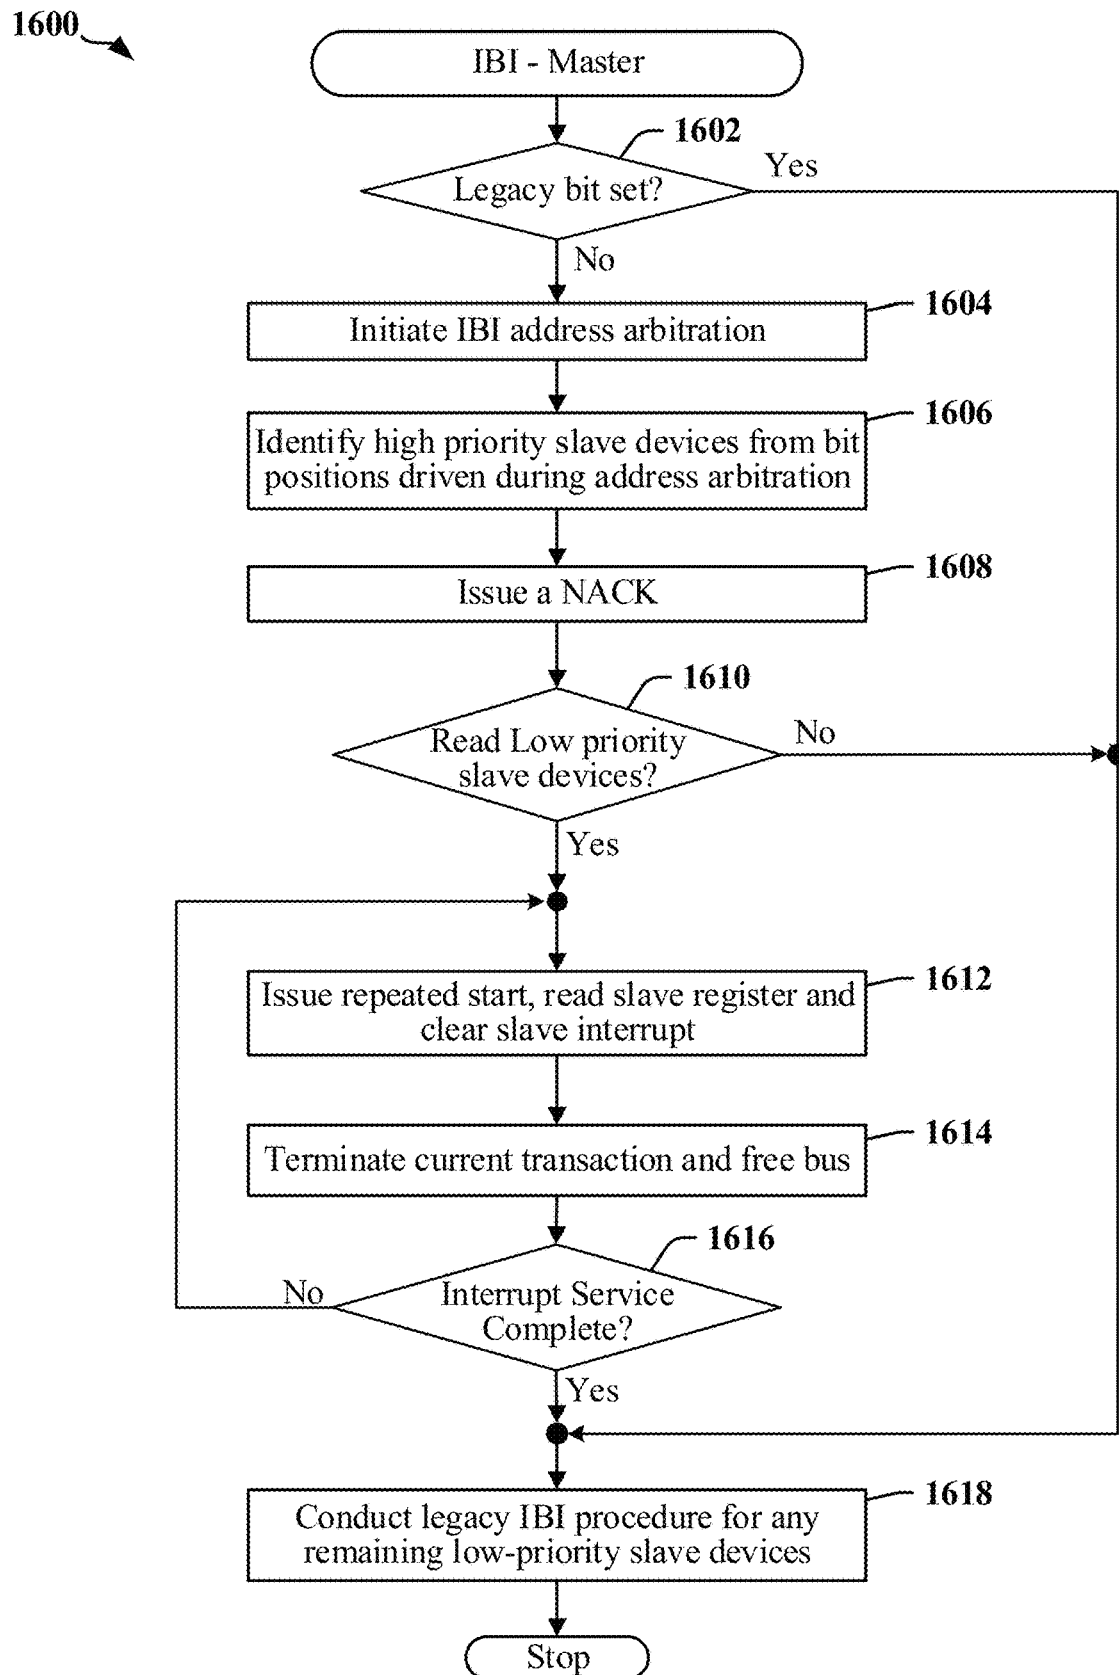 1600
IBI - Master
1602
Legacy bit set?
Yes
No
1604
Initiate IBI address arbitration
1606
Identify high priority slave devices from bit
positions driven during address arbitration
1608
Issue a NACK
1610
Read Low priority
slave devices?
No
Yes
1612
Issue repeated start, read slave register and
clear slave interrupt
1614
Terminate current transaction and free bus
1616
Interrupt Service
Complete?
No
Yes
1618
Conduct legacy IBI procedure for any
remaining low-priority slave devices
Stop